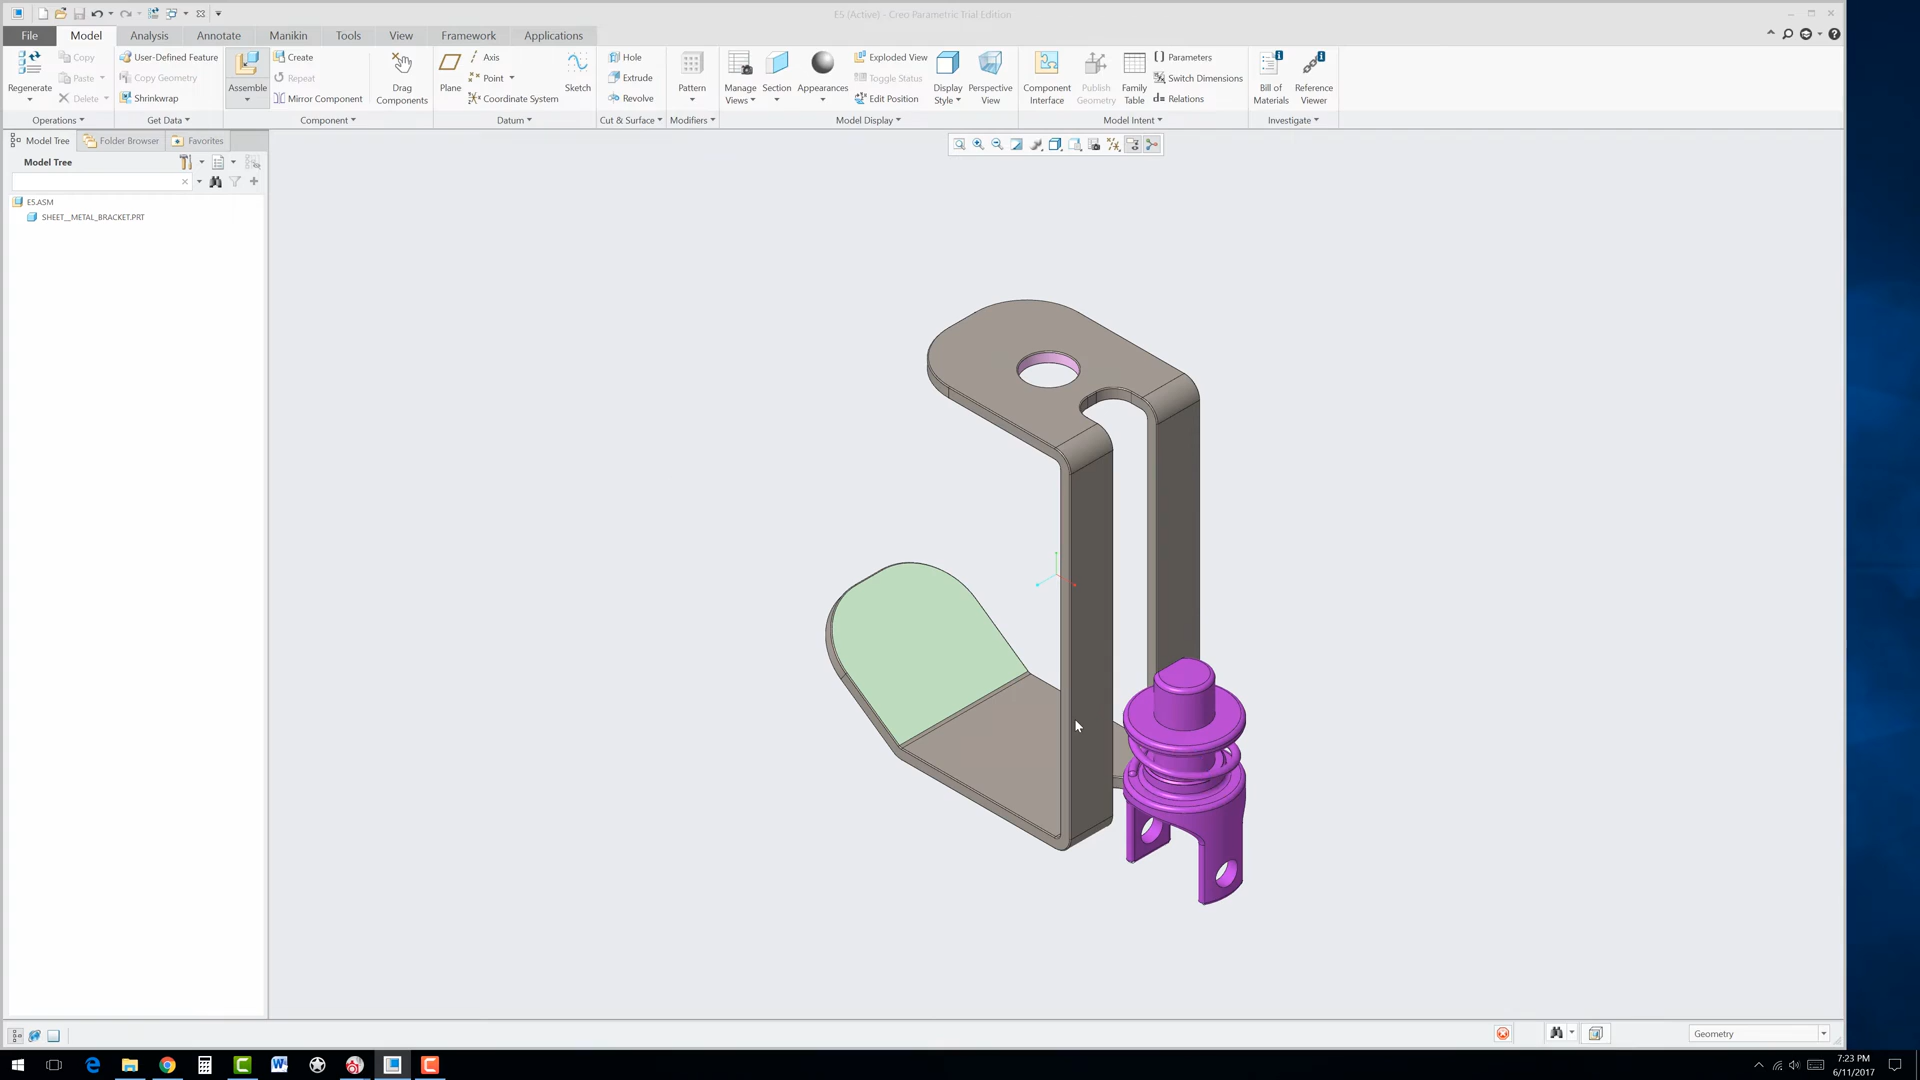 E5 (Active) - Creo Parametric Trial Edition
File Model Analysis Annotate Manikin Tools View Framework Applications
Regenerate
Copy
Paste
Delete
Operations
User-Defined Feature
Copy Geometry
Shrinkwrap
Get Data
Assemble
Create
Repeat
Mirror Component
Drag
Components
Component
Plane
Axis
Point
Coordinate System
Sketch
Datum
Hole
Extrude
Revolve
Cut & Surface
Pattern
Modifiers
Manage
Views
Section
Appearances
Exploded View
Toggle Status
Edit Position
Display
Style
Perspective
View
Model Display
Component
Interface
Publish
Geometry
Family
Table
Parameters
Switch Dimensions
d= Relations
Model Intent
Bill of
Materials
Reference
Viewer
Investigate
Model Tree Folder Browser Favorites
Model Tree
E5.ASM
SHEET__METAL_BRACKET.PRT
Geometry
7:23 PM
6/11/2017